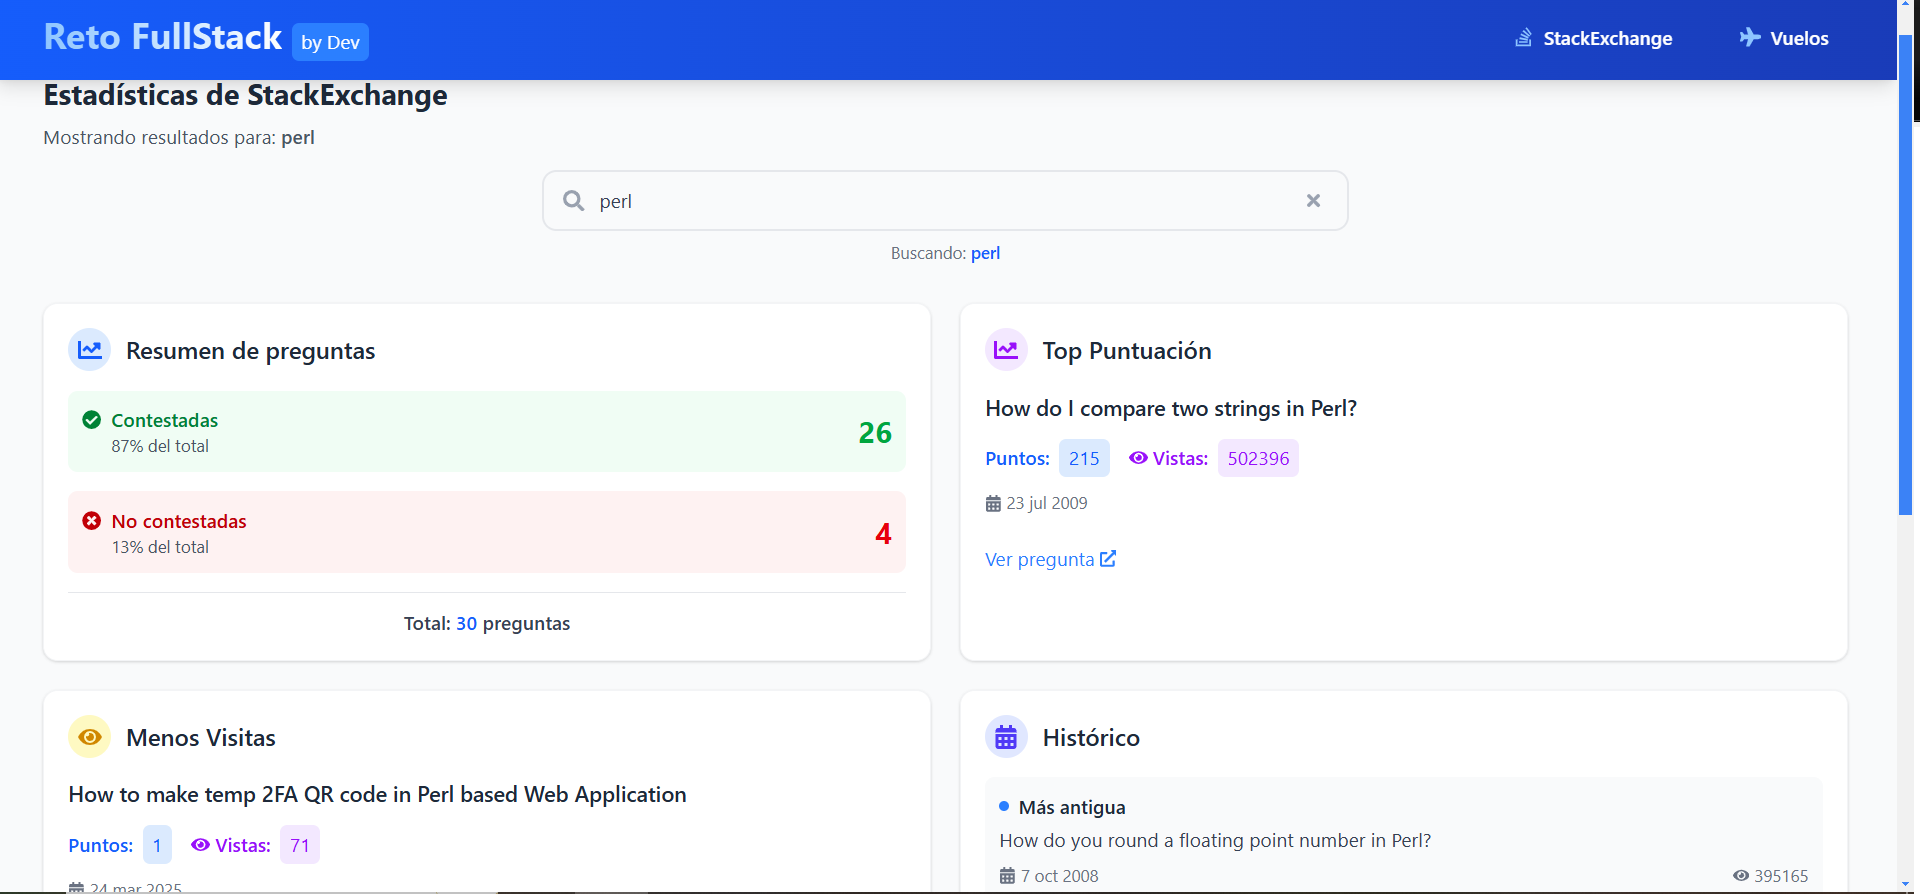 Reto FullStack by Dev
StackExchange
Vuelos
Estadísticas de StackExchange
Mostrando resultados para: perl
perl
Buscando: perl
Resumen de preguntas
Contestadas
87% del total
26
No contestadas
13% del total
4
Total: 30 preguntas
Top Puntuación
How do I compare two strings in Perl?
Puntos: 215 Vistas: 502396
23 jul 2009
Ver pregunta
Menos Visitas
How to make temp 2FA QR code in Perl based Web Application
Puntos: 1 Vistas: 71
24 mar 2025
Histórico
Más antigua
How do you round a floating point number in Perl?
7 oct 2008
395165